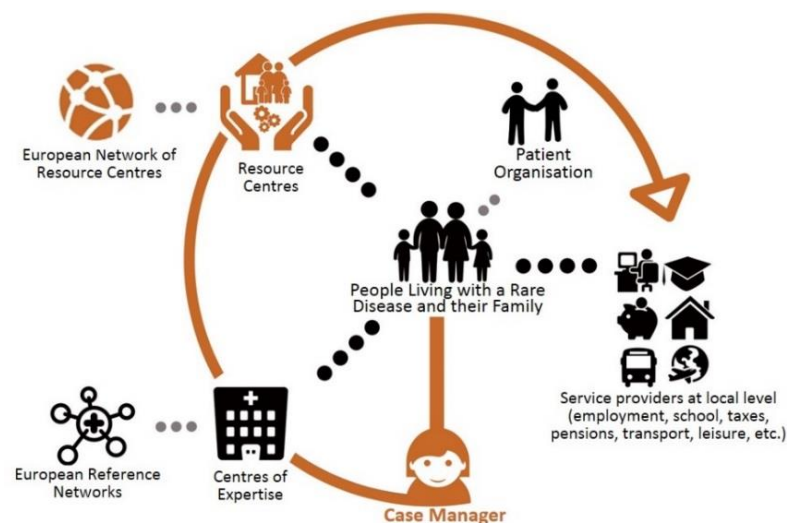 European Network of
Resource Centres
Resource
Centres
Patient
Organisation
People Living with a Rare
Disease and their Family
Service providers at local level
(employment, school, taxes,
pensions, transport, leisure, etc.)
European Reference
Networks
Centres of
Expertise
Case Manager